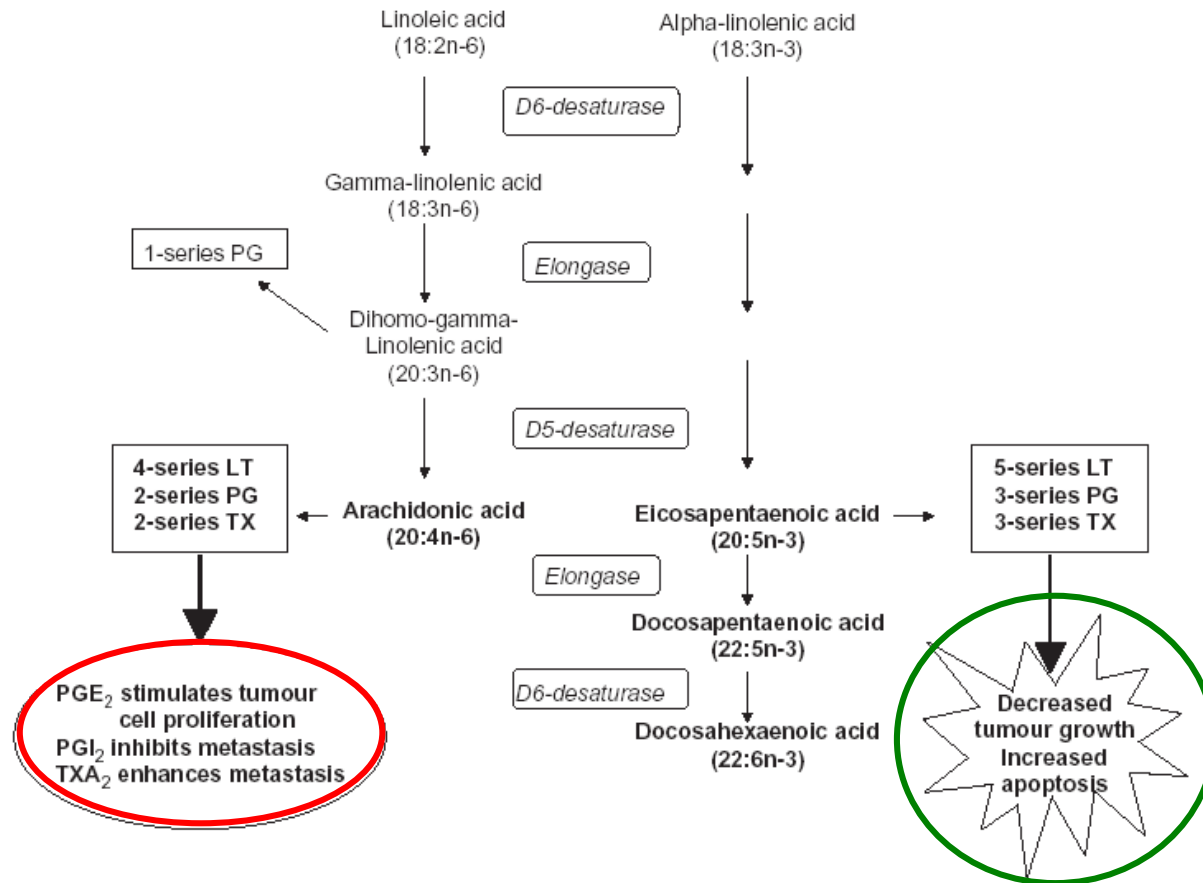 Linoleic acid
(18:2n-6)
Alpha-linolenic acid
(18:3n-3)
D6-desaturase
Gamma-linolenic acid
(18:3n-6)
1-series PG
Elongase
Dihomo-gamma-
Linolenic acid
(20:3n-6)
D5-desaturase
4-series LT
2-series PG
2-series TX
Arachidonic acid
(20:4n-6)
Eicosapentaenoic acid
(20:5n-3)
5-series LT
3-series PG
3-series TX
Elongase
Docosapentaenoic acid
(22:5n-3)
D6-desaturase
Docosahexaenoic acid
(22:6n-3)
PGE₂ stimulates tumour
cell proliferation
PGI₂ inhibits metastasis
TXA₂ enhances metastasis
Decreased
tumour growth
Increased
apoptosis